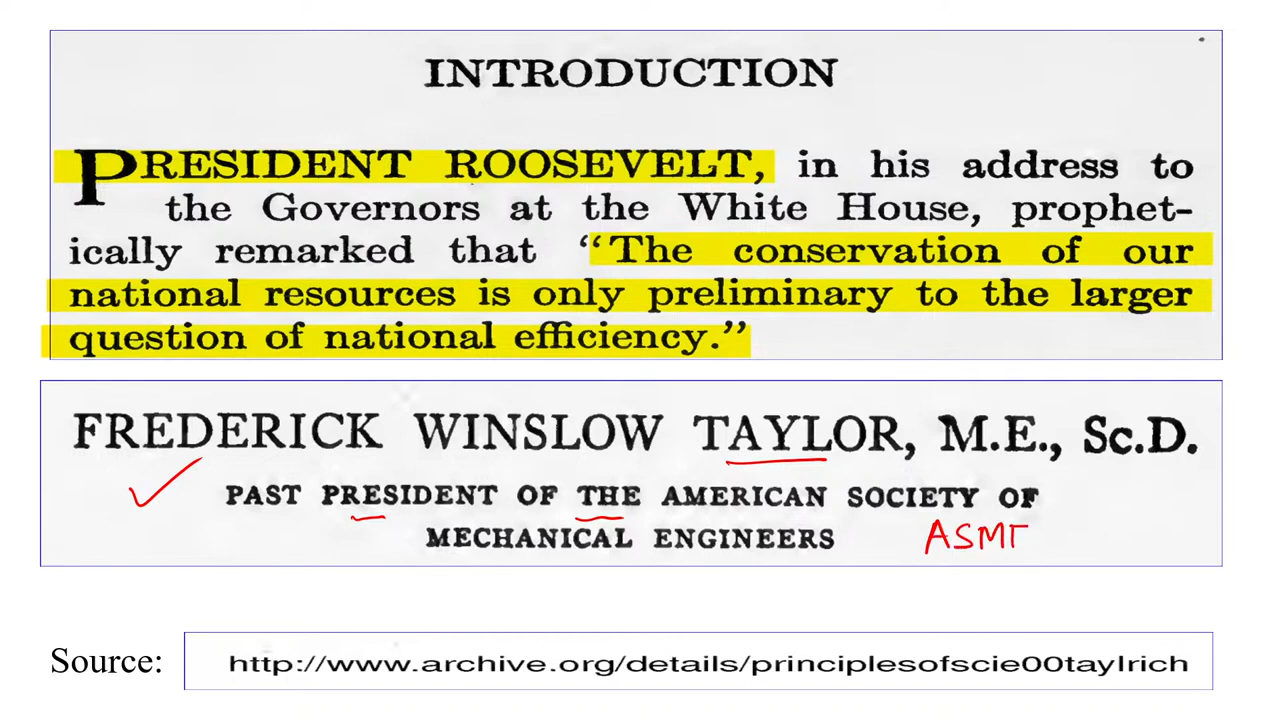 INTRODUCTION
PRESIDENT ROOSEVELT, in his address to
the Governors at the White House, prophet-
ically remarked that “The conservation of our
national resources is only preliminary to the larger
question of national efficiency.”
FREDERICK WINSLOW TAYLOR, M.E., Sc.D.
PAST PRESIDENT OF THE AMERICAN SOCIETY OF
MECHANICAL ENGINEERS ASME
Source: http://www.archive.org/details/principlesofscie00taylrich